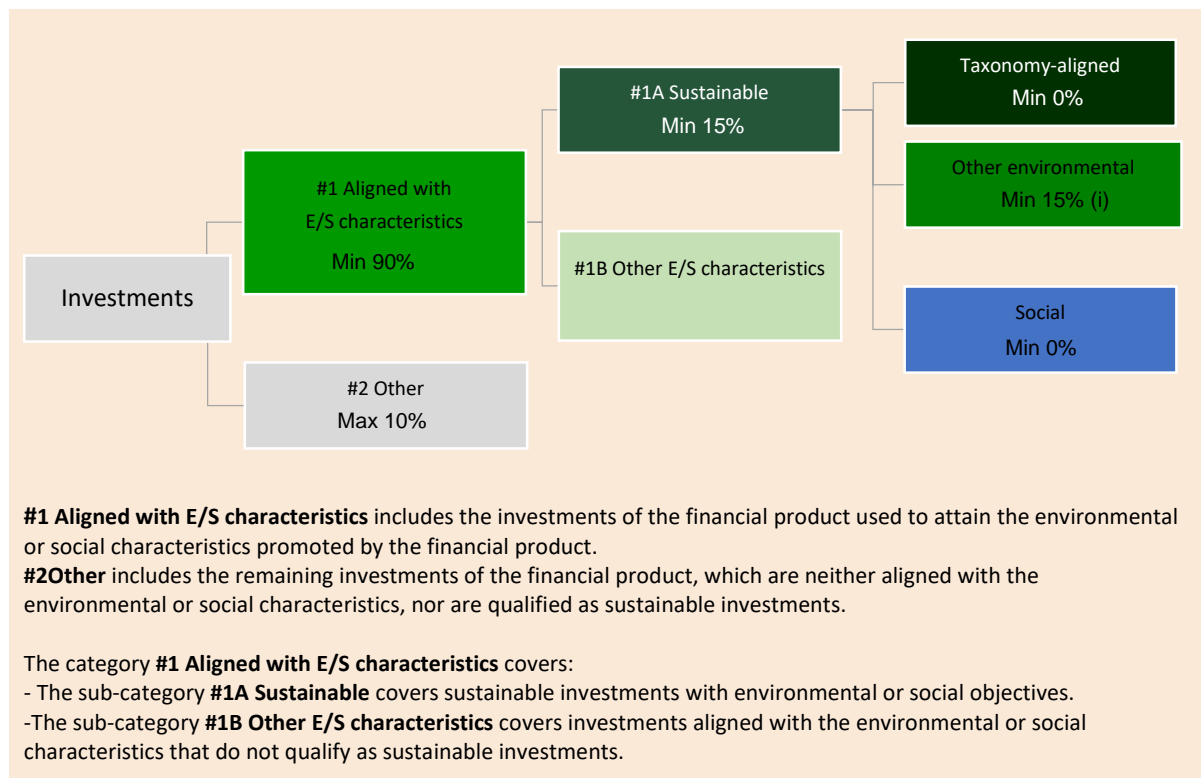 Taxonomy-aligned
Min 0%
#1A Sustainable
Min 15%
Other environmental
Min 15% (i)
#1 Aligned with
E/S characteristics
Min 90%
#1B Other E/S characteristics
Investments
Social
Min 0%
#2 Other
Max 10%
#1 Aligned with E/S characteristics includes the investments of the financial product used to attain the environmental
or social characteristics promoted by the financial product.
#2Other includes the remaining investments of the financial product, which are neither aligned with the
environmental or social characteristics, nor are qualified as sustainable investments.
The category #1 Aligned with E/S characteristics covers:
- The sub-category #1A Sustainable covers sustainable investments with environmental or social objectives.
-The sub-category #1B Other E/S characteristics covers investments aligned with the environmental or social
characteristics that do not qualify as sustainable investments.